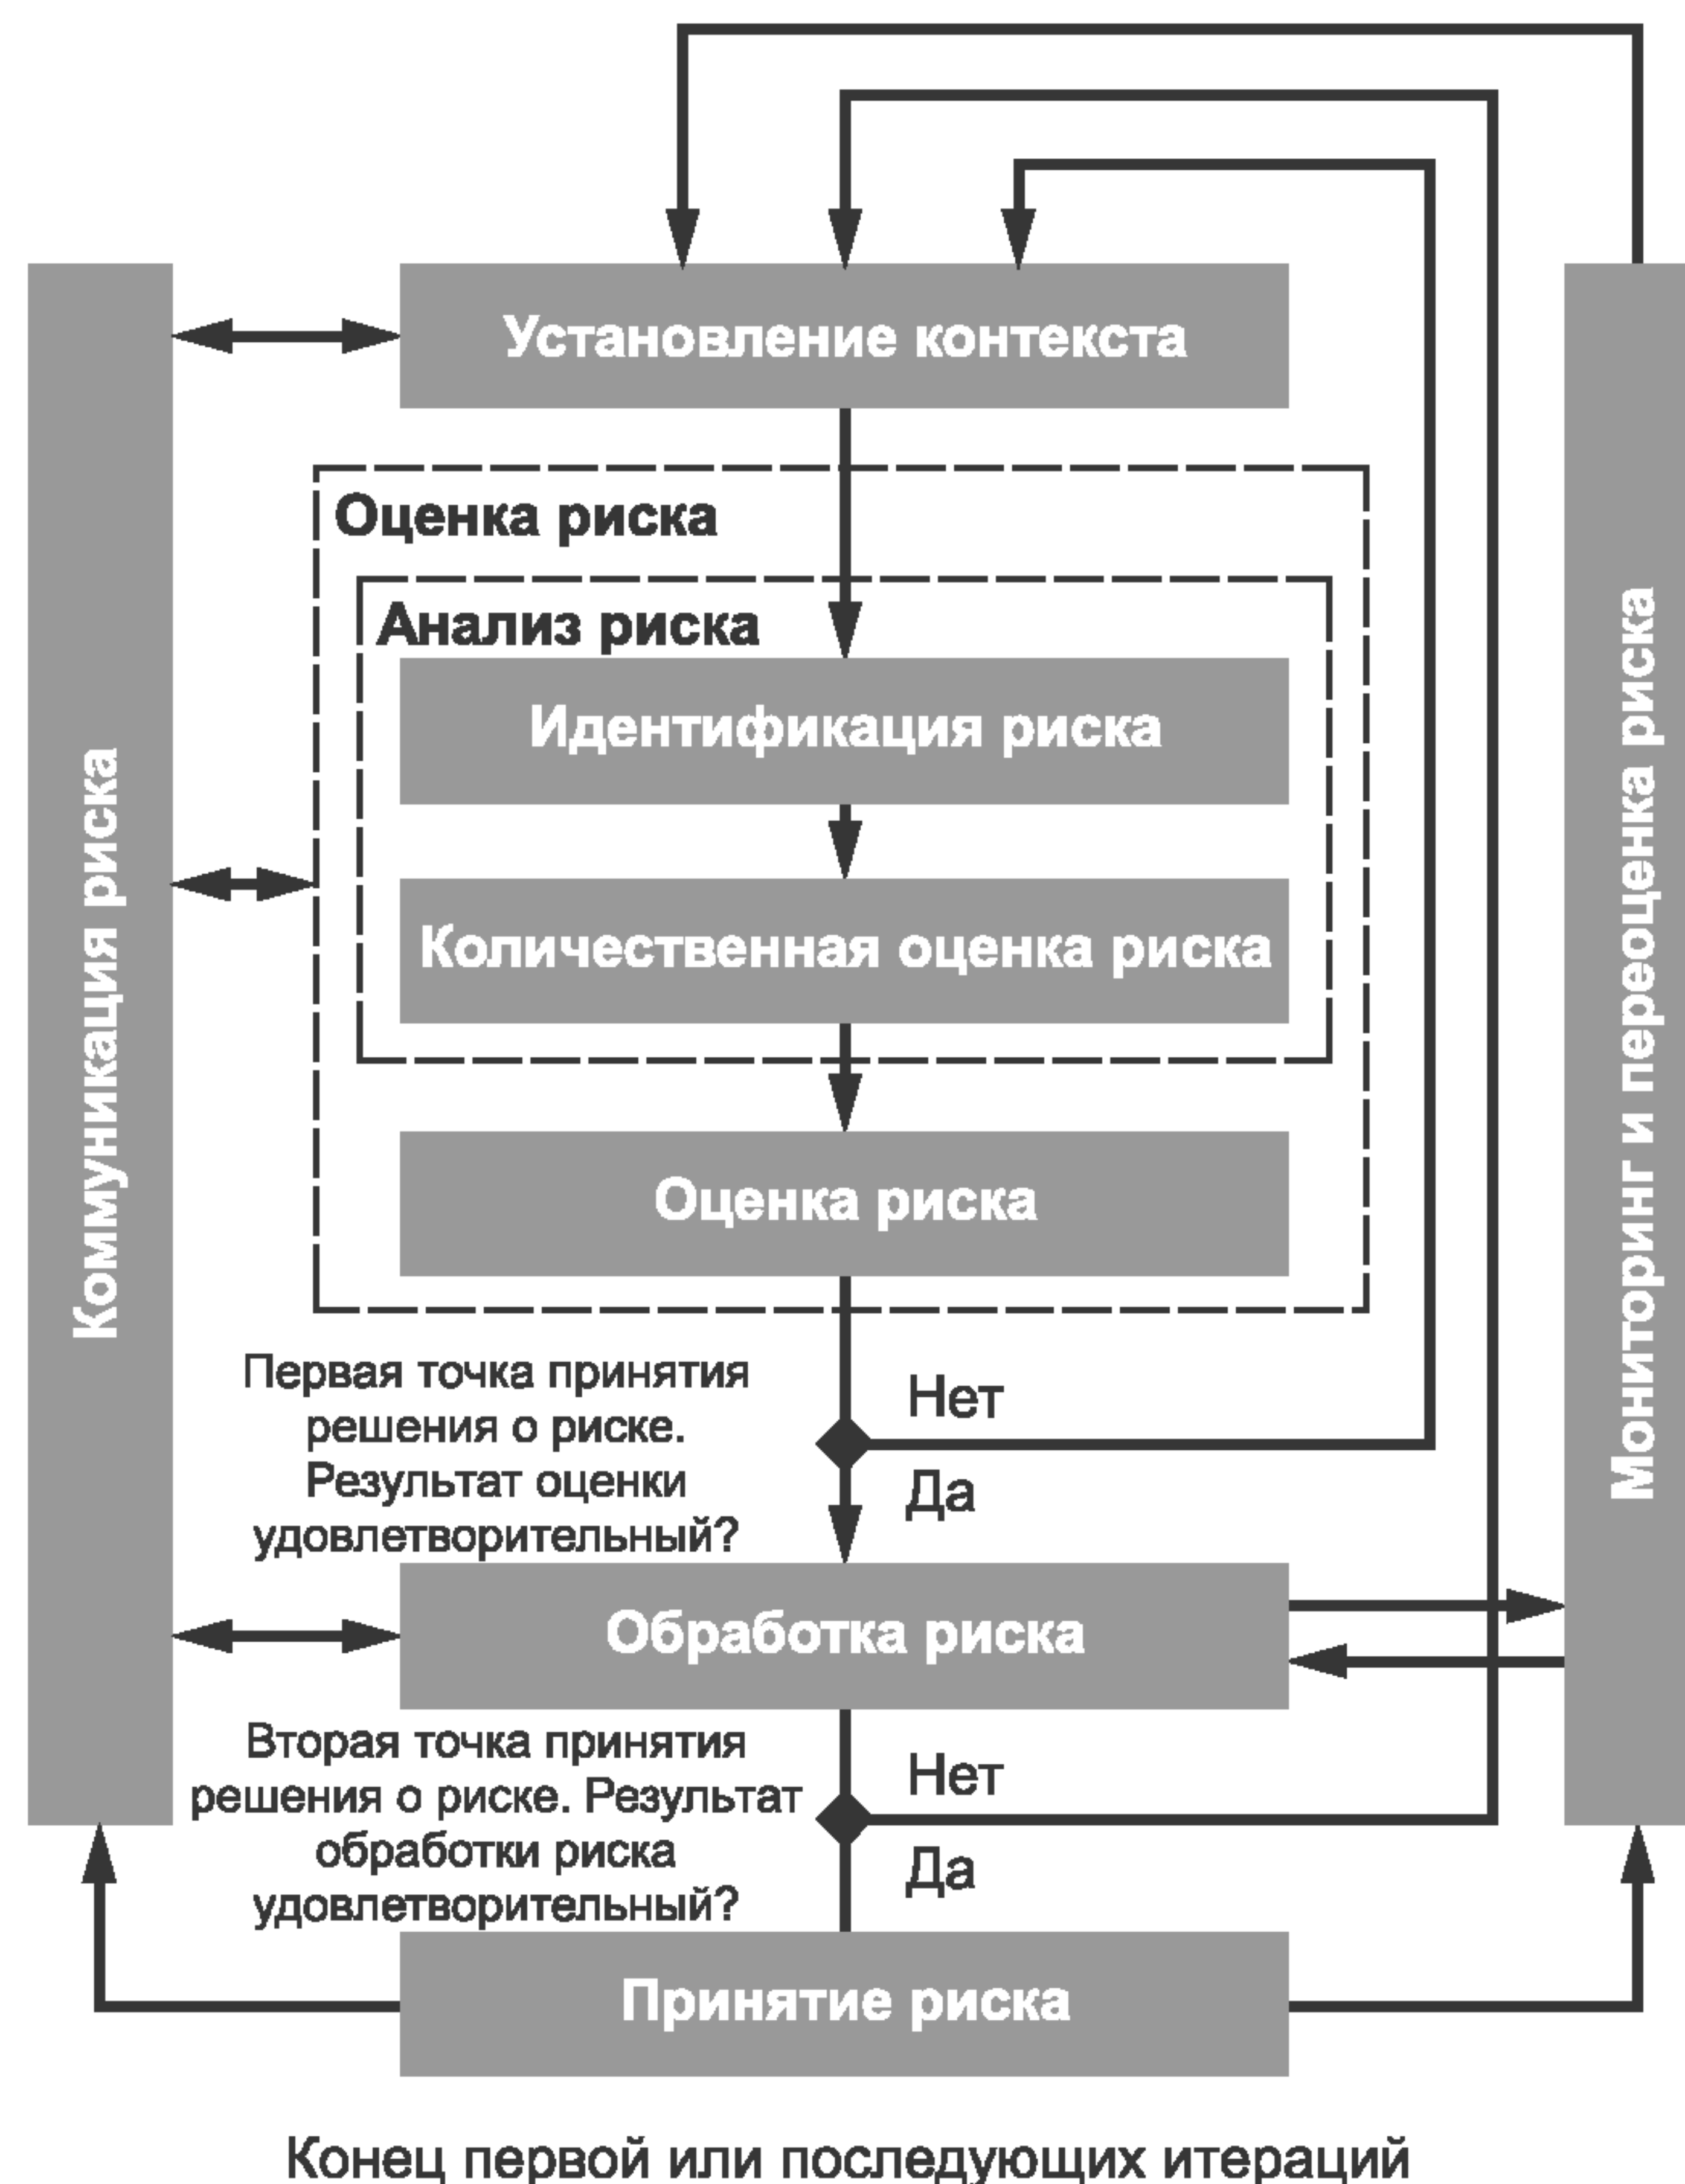 Установление контекста
Оценка риска
Анализ риска
Идентификация риска
Количественная оценка риска
Оценка риска
Коммуникация риска
Мониторинг и переоценка риска
Первая точка принятия
решения о риске.
Результат оценки
удовлетворительный?
Нет
Да
Обработка риска
Вторая точка принятия
решения о риске. Результат
обработки риска
удовлетворительный?
Нет
Да
Принятие риска
Конец первой или последующих итераций